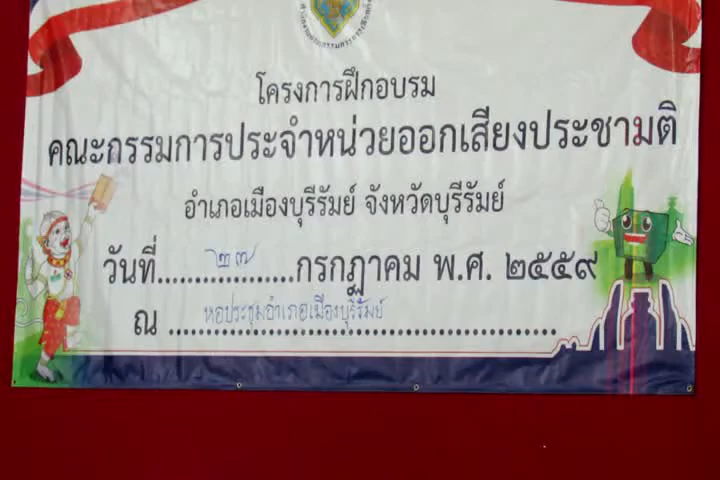 โครงการฝึกอบรม
คณะกรรมการประจำหน่วยออกเสียงประชามติ
อำเภอเมืองบุรีรัมย์ จังหวัดบุรีรัมย์
วันที่.....๒๗.....กรกฎาคม พ.ศ. ๒๕๕๙
ณ .....หอประชุมอำเภอเมืองบุรีรัมย์.....